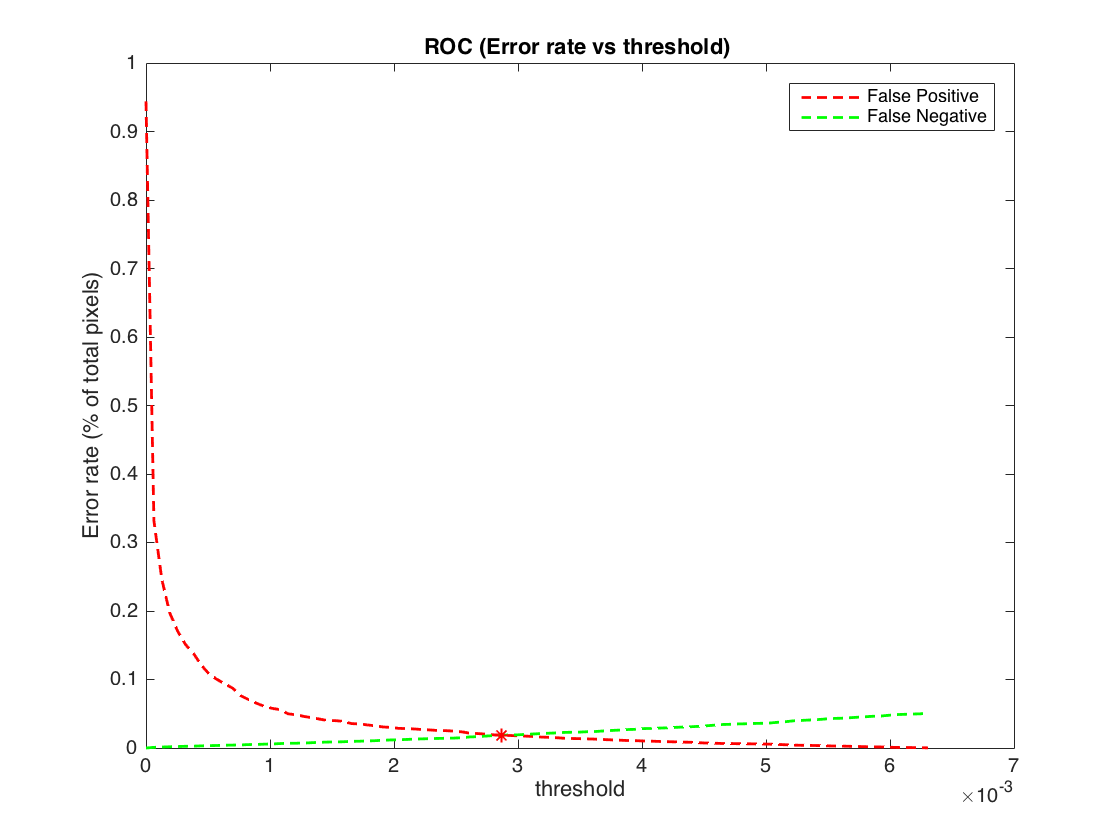 ROC (Error rate vs threshold)
False Positive
False Negative
Error rate (% of total pixels)
1
0.9
0.8
0.7
0.6
0.5
0.4
0.3
0.2
0.1
0
0 1 2 3 4 5 6 7
threshold
×10-3